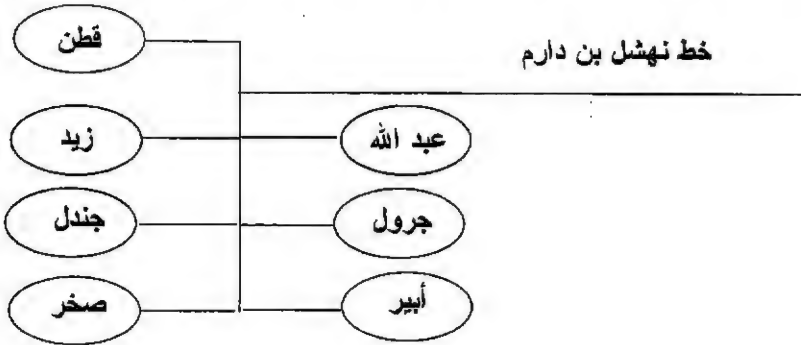 خط نهشل بن دارم
قطن
عبد الله
زيد
جرول
جندل
أبير
صخر